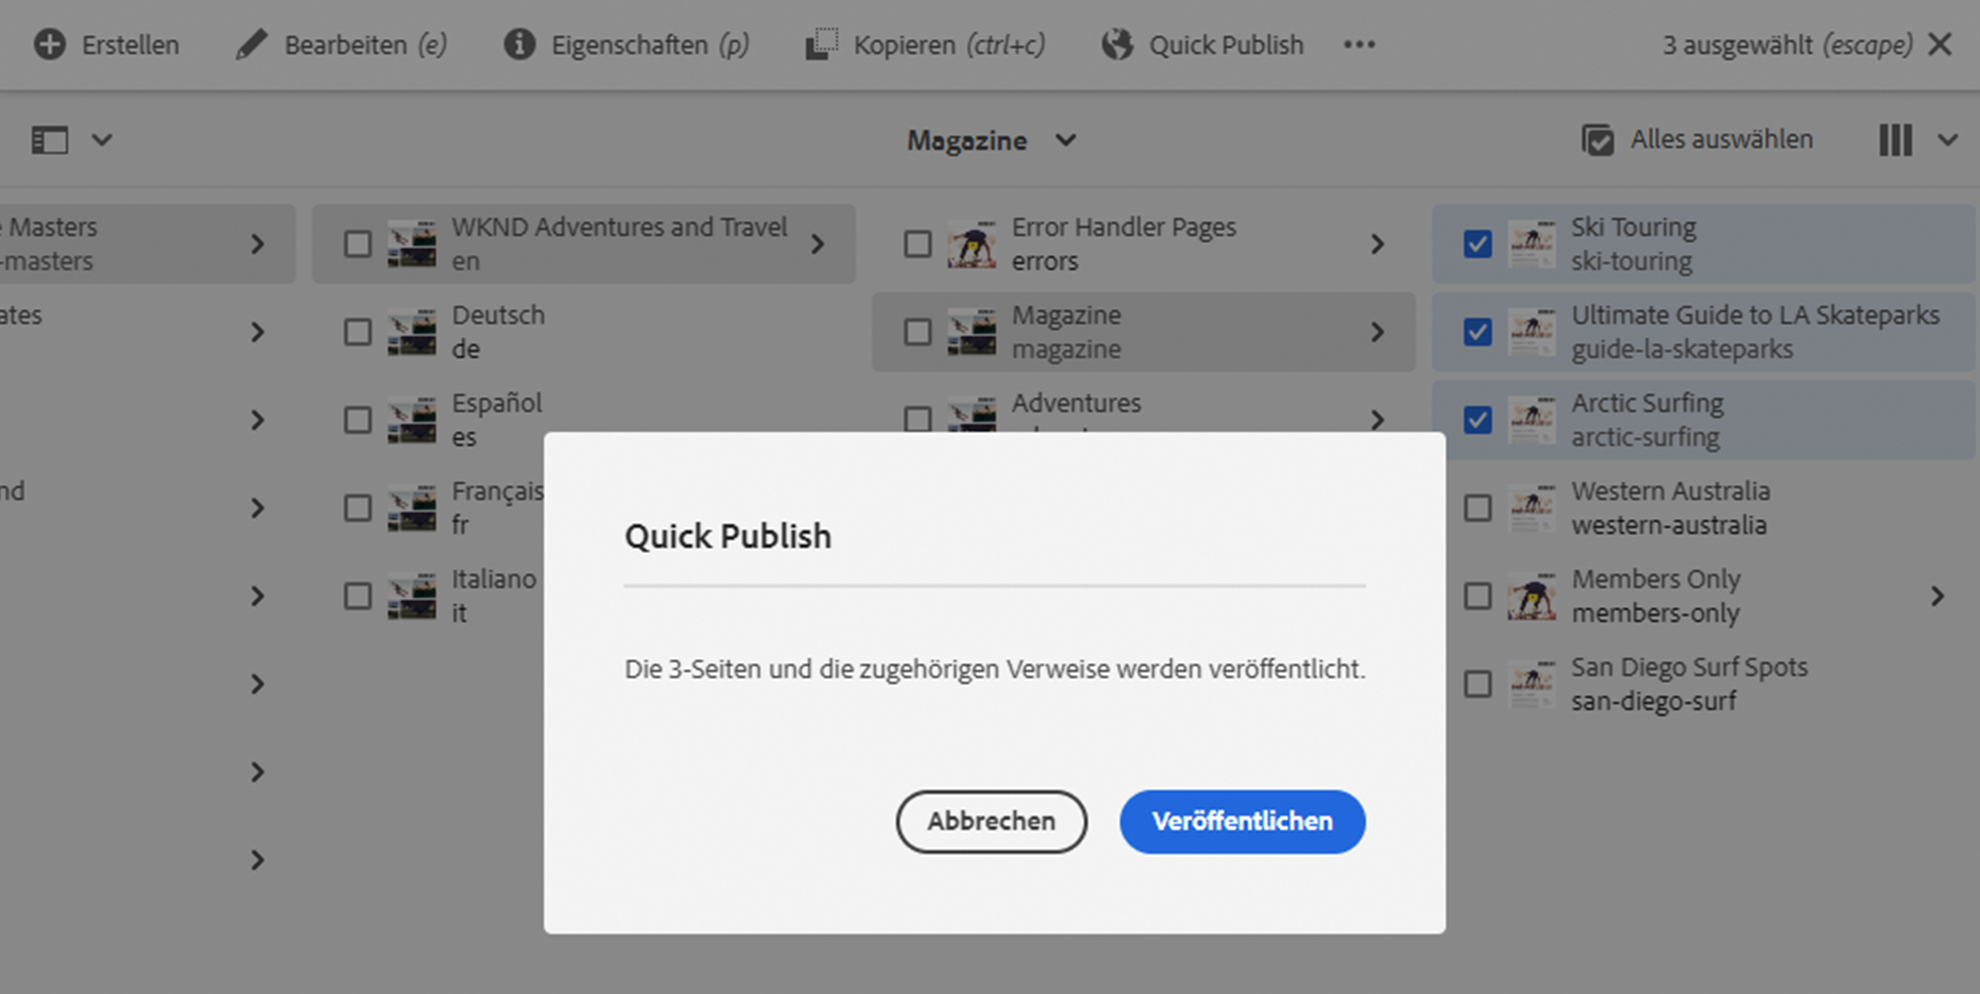 Erstellen
Bearbeiten (e)
Eigenschaften (p)
Kopieren (ctrl+c)
Quick Publish
3 ausgewählt (escape)
Magazine
Alles auswählen
Masters
-masters
ates
nd
WKND Adventures and Travel
en
Deutsch
de
Español
es
Français
fr
Italiano
it
Error Handler Pages
errors
Magazine
magazine
Adventures
Ski Touring
ski-touring
Ultimate Guide to LA Skateparks
guide-la-skateparks
Arctic Surfing
arctic-surfing
Western Australia
western-australia
Members Only
members-only
San Diego Surf Spots
san-diego-surf
Quick Publish
Die 3-Seiten und die zugehörigen Verweise werden veröffentlicht.
Abbrechen
Veröffentlichen